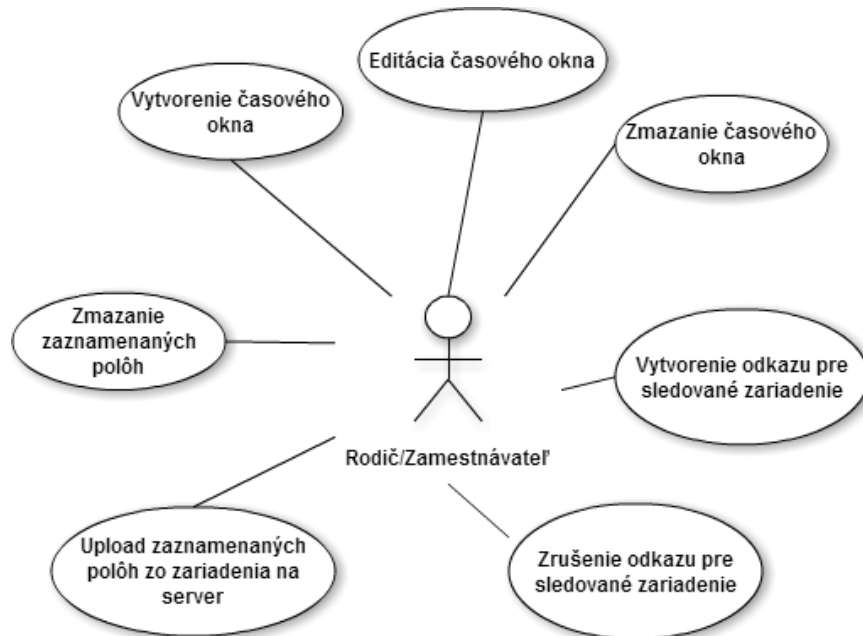 Editácia časového okna
Vytvorenie časového
okna
Zmazanie časového
okna
Zmazanie
zaznamenaných
polôh
Vytvorenie odkazu pre
sledované zariadenie
Rodič/Zamestnávateľ
Upload zaznamenaných
polôh zo zariadenia na
server
Zrušenie odkazu pre
sledované zariadenie